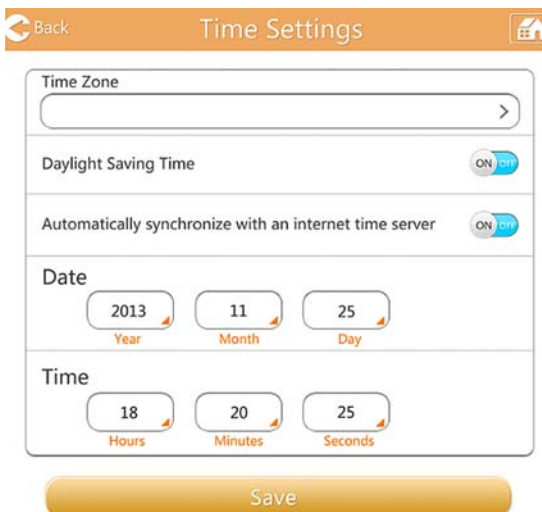 Back Time Settings
Time Zone
Daylight Saving Time ON OFF
Automatically synchronize with an internet time server ON OFF
Date
2013 11 25
Year Month Day
Time
18 20 25
Hours Minutes Seconds
Save